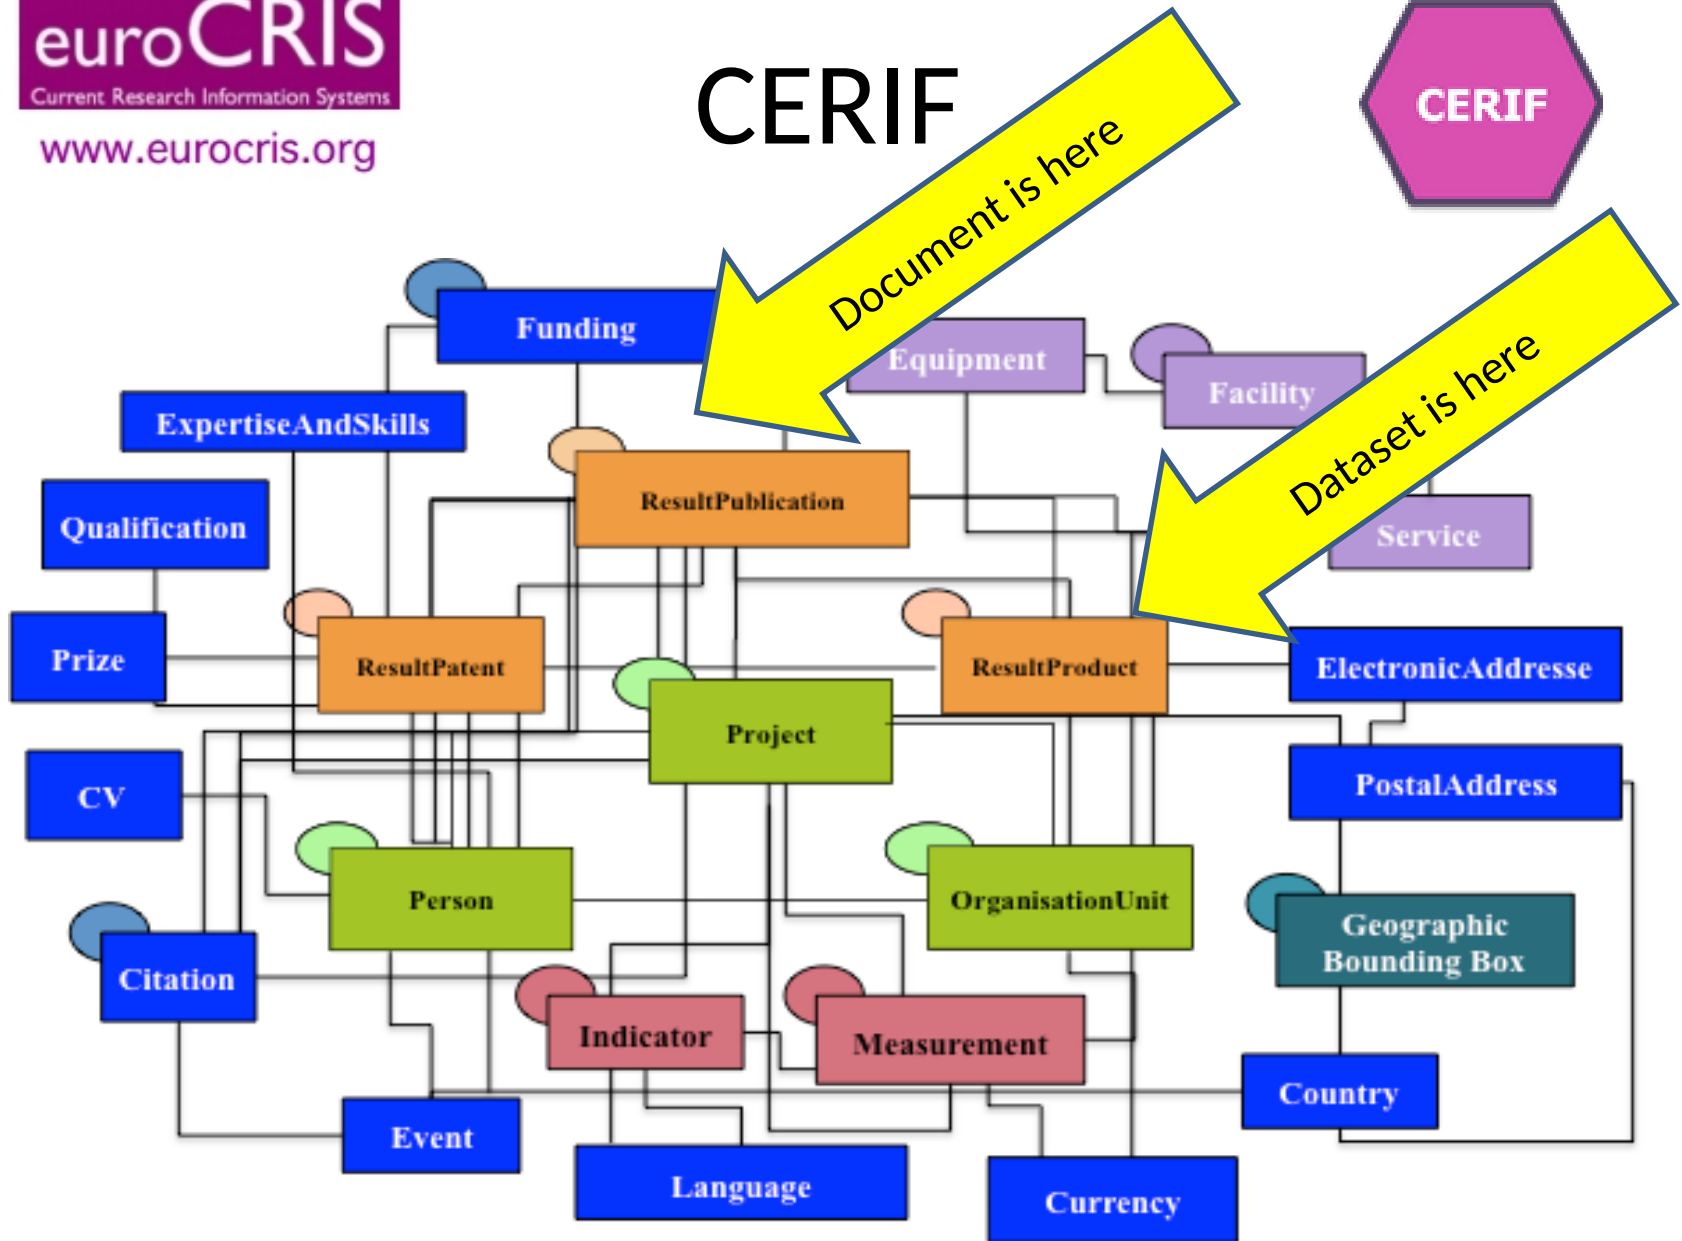 euroCRIS
Current Research Information Systems
www.eurocris.org
CERIF
CERIF
Document is here
Dataset is here
Funding
Equipment
Facility
ExpertiseAndSkills
ResultPublication
Qualification
Service
Prize
ResultPatent
ResultProduct
ElectronicAddresse
Project
CV
PostalAddress
Person
OrganisationUnit
Geographic
Bounding Box
Citation
Indicator
Measurement
Country
Event
Language
Currency